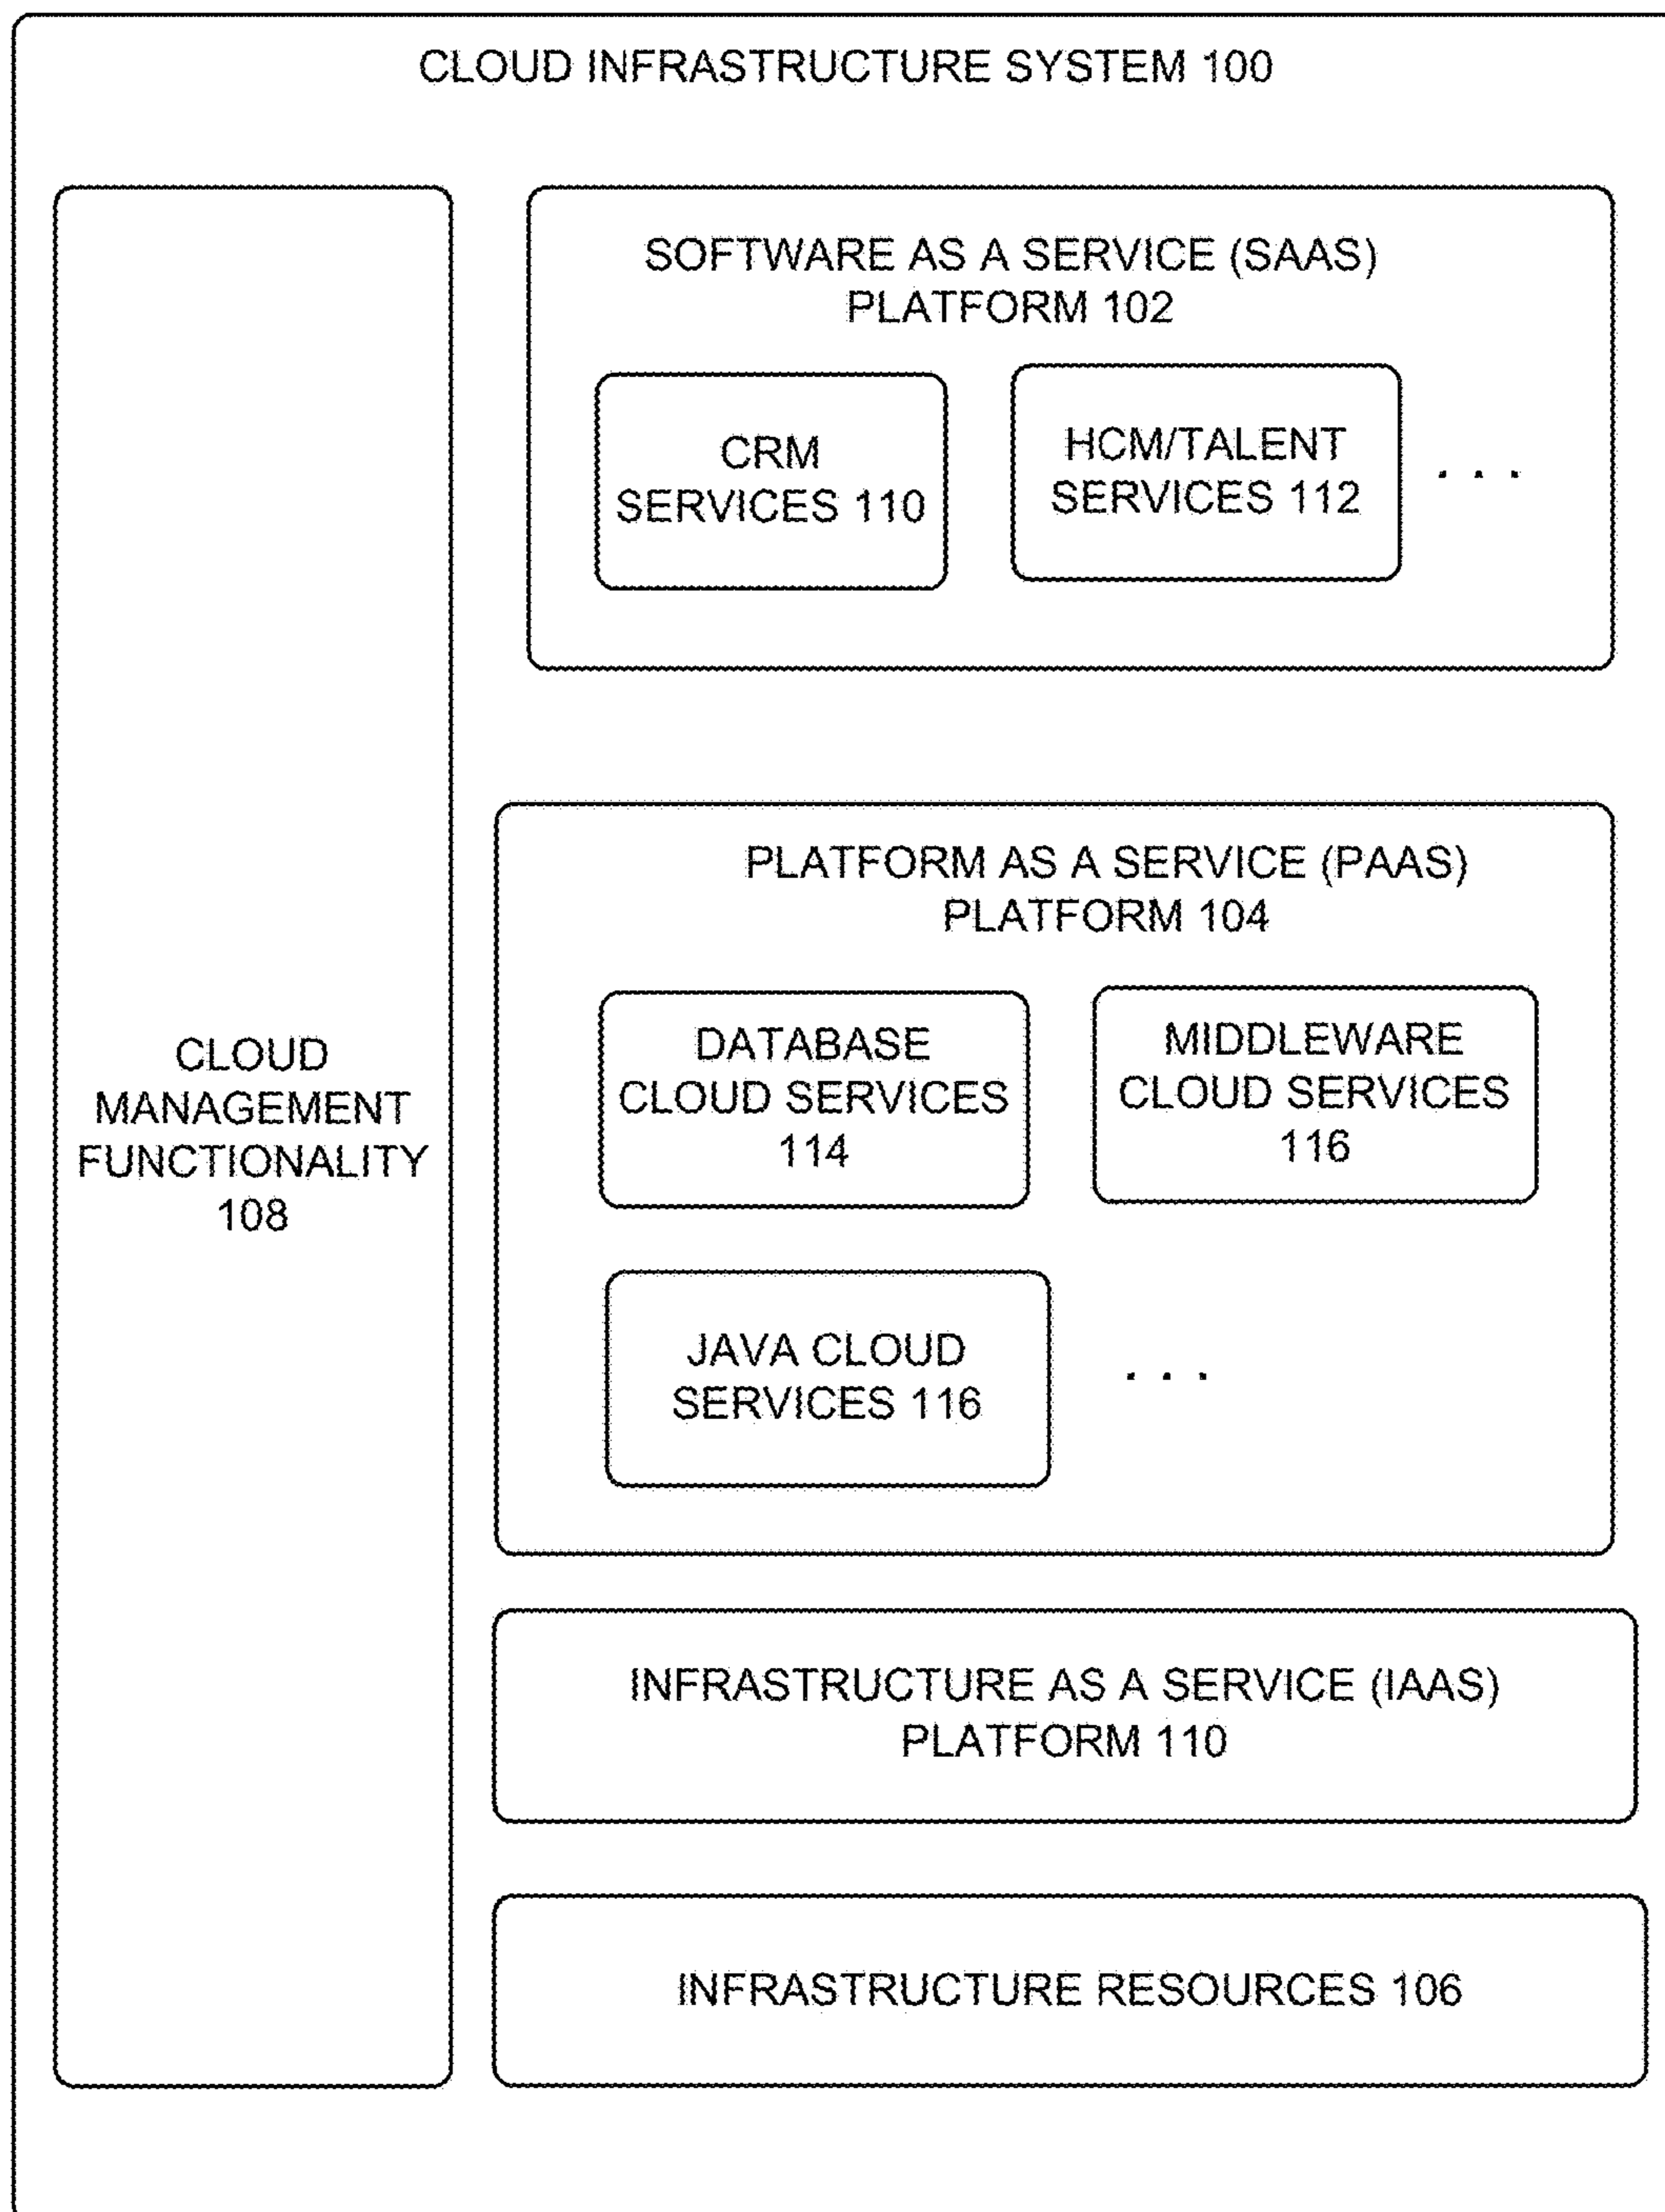 CLOUD INFRASTRUCTURE SYSTEM 100
SOFTWARE AS A SERVICE (SAAS)
PLATFORM 102
CRM
SERVICES 110
HCM/TALENT
SERVICES 112
. . .
CLOUD
MANAGEMENT
FUNCTIONALITY
108
PLATFORM AS A SERVICE (PAAS)
PLATFORM 104
DATABASE
CLOUD SERVICES
114
MIDDLEWARE
CLOUD SERVICES
116
JAVA CLOUD
SERVICES 116
. . .
INFRASTRUCTURE AS A SERVICE (IAAS)
PLATFORM 110
INFRASTRUCTURE RESOURCES 106